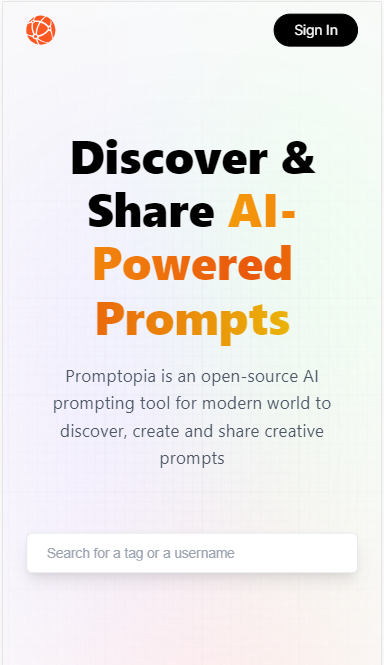 Sign In
Discover &
Share AI-
Powered
Prompts
Promptopia is an open-source AI
prompting tool for modern world to
discover, create and share creative
prompts
Search for a tag or a username